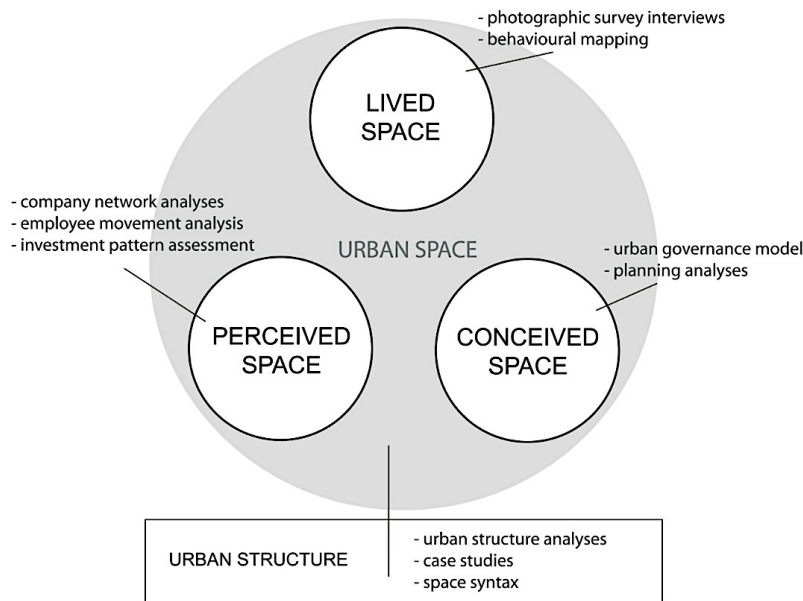 - photographic survey interviews
- behavioural mapping
LIVED
SPACE
- company network analyses
- employee movement analysis
- investment pattern assessment
URBAN SPACE
- urban governance model
- planning analyses
PERCEIVED
SPACE
CONCEIVED
SPACE
URBAN STRUCTURE
- urban structure analyses
- case studies
- space syntax